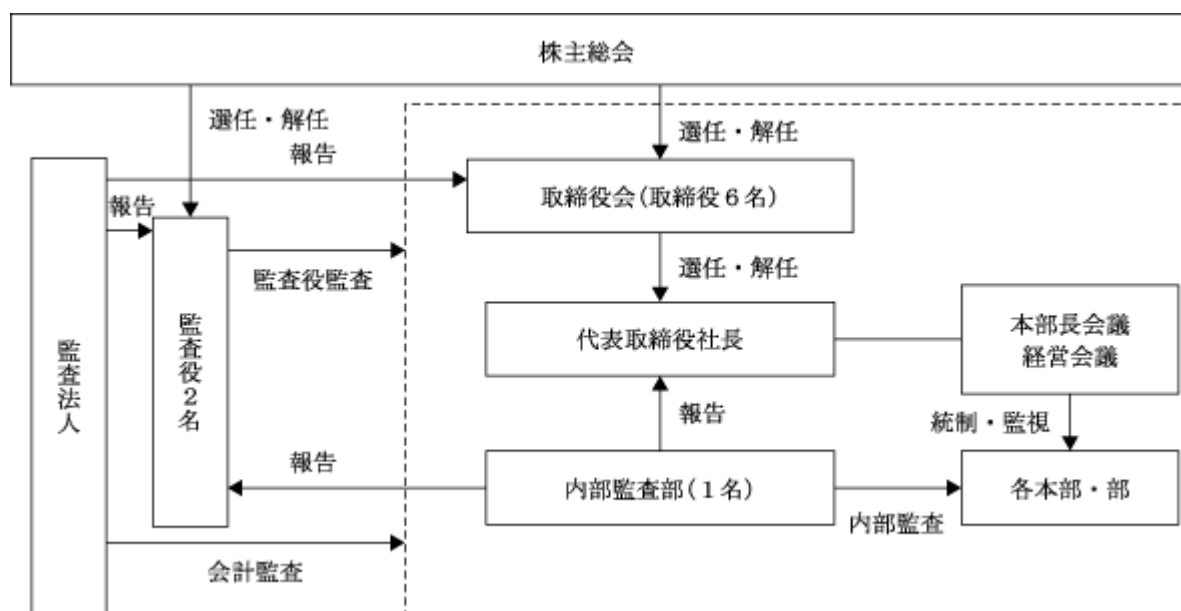 株主総会
選任・解任
選任・解任
報告
取締役会(取締役6名)
報告
監査役監査
選任・解任
監査法人
監査役2名
代表取締役社長
本部長会議
経営会議
報告
統制・監視
報告
内部監査部(1名)
各本部・部
内部監査
会計監査